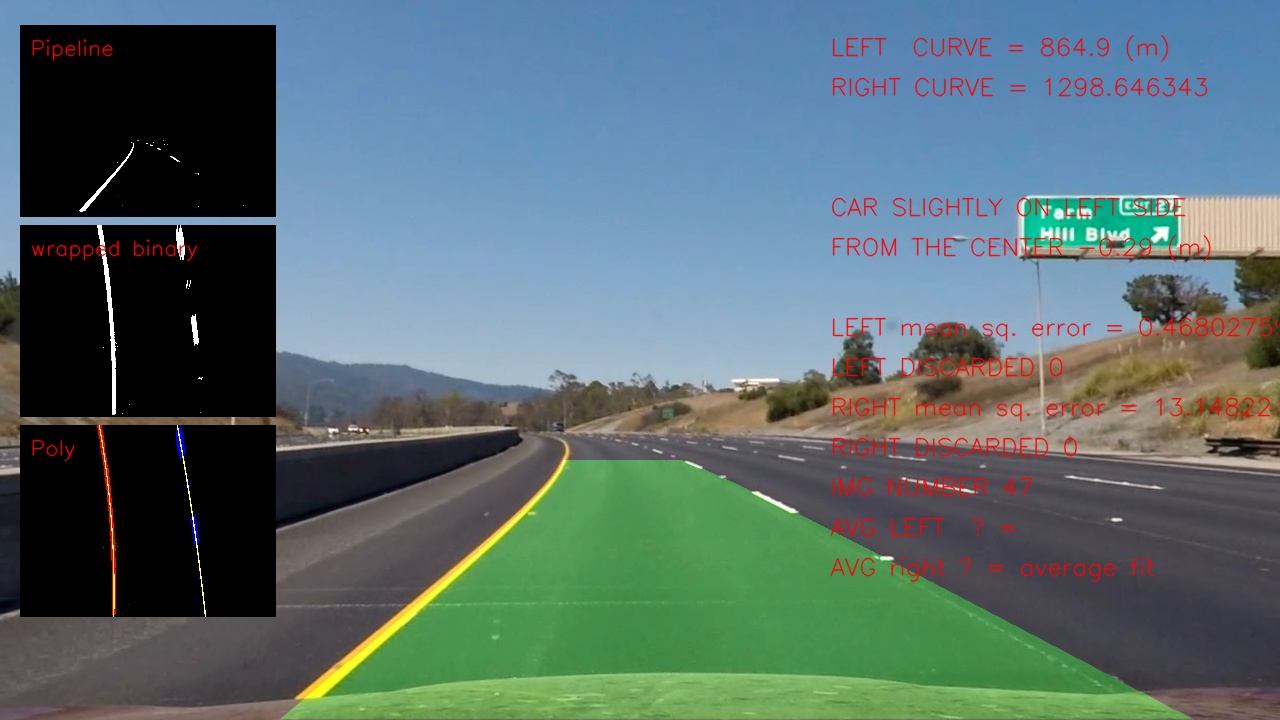 Pipeline
wrapped binary
Poly
LEFT  CURVE = 864.9 (m)
RIGHT CURVE = 1298.646343
CAR SLIGHTLY ON LEFT SIDE
FROM THE CENTER -0.29 (m)
Farm
Hill Blvd
LEFT mean sq. error = 0.4680275
LEFT DISCARDED 0
RIGHT mean sq. error = 13.14822
RIGHT DISCARDED 0
IMG NUMBER 47
AVG LEFT  ? =
AVG right ? = average fit